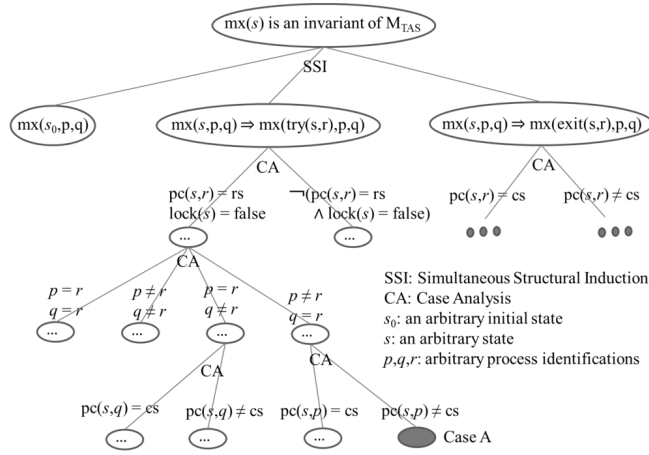 mx(s) is an invariant of M_TAS
SSI
mx(s₀,p,q)
mx(s,p,q) ⇒ mx(try(s,r),p,q)
mx(s,p,q) ⇒ mx(exit(s,r),p,q)
CA
CA
pc(s,r) = rs
lock(s) = false
¬(pc(s,r) = rs
∧ lock(s) = false)
pc(s,r) = cs
pc(s,r) ≠ cs
...
...
CA
p = r
q = r
p ≠ r
q ≠ r
p = r
q ≠ r
p ≠ r
q = r
...
...
...
...
SSI: Simultaneous Structural Induction
CA: Case Analysis
s₀: an arbitrary initial state
s: an arbitrary state
p,q,r: arbitrary process identifications
CA
CA
pc(s,q) = cs
pc(s,q) ≠ cs
pc(s,p) = cs
pc(s,p) ≠ cs
...
...
...
Case A